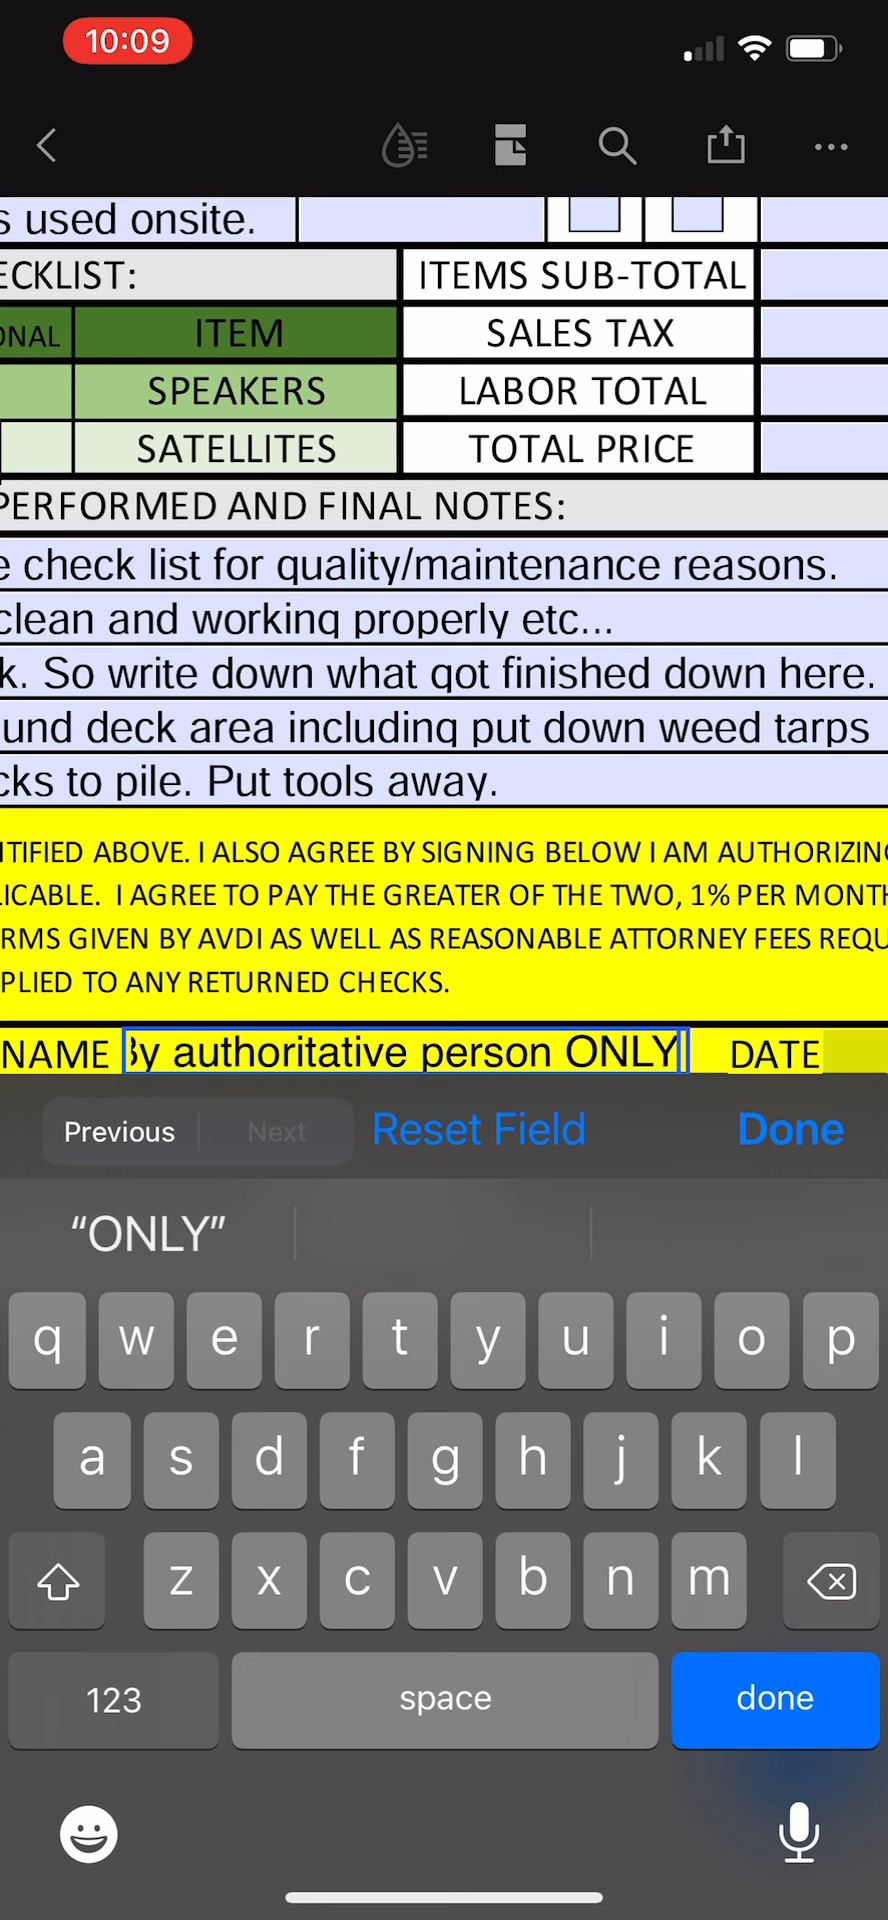 10:09
s used onsite.
ECKLIST:
ITEMS SUB-TOTAL
ONAL
ITEM
SALES TAX
SPEAKERS
LABOR TOTAL
SATELLITES
TOTAL PRICE
PERFORMED AND FINAL NOTES:
e check list for quality/maintenance reasons.
clean and working properly etc...
k. So write down what got finished down here.
und deck area including put down weed tarps
cks to pile. Put tools away.
TIFIED ABOVE. I ALSO AGREE BY SIGNING BELOW I AM AUTHORIZING
LICABLE. I AGREE TO PAY THE GREATER OF THE TWO, 1% PER MONTH
RMS GIVEN BY AVDI AS WELL AS REASONABLE ATTORNEY FEES REQU
PLIED TO ANY RETURNED CHECKS.
NAME By authoritative person ONLY DATE
Previous Next Reset Field Done
“ONLY”
q w e r t y u i o p
a s d f g h j k l
z x c v b n m
123 space done